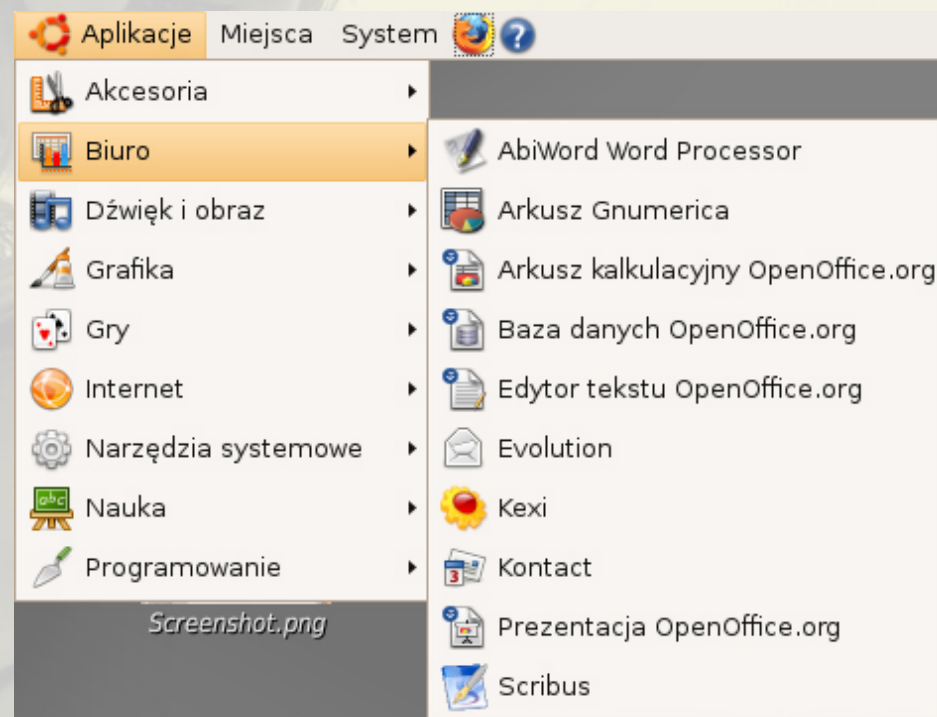 Aplikacje Miejsca System
Akcesoria
Biuro
Dźwięk i obraz
Grafika
Gry
Internet
Narzędzia systemowe
Nauka
Programowanie
Screenshot.png
AbiWord Word Processor
Arkusz Gnumerica
Arkusz kalkulacyjny OpenOffice.org
Baza danych OpenOffice.org
Edytor tekstu OpenOffice.org
Evolution
Kexi
Kontact
Prezentacja OpenOffice.org
Scribus